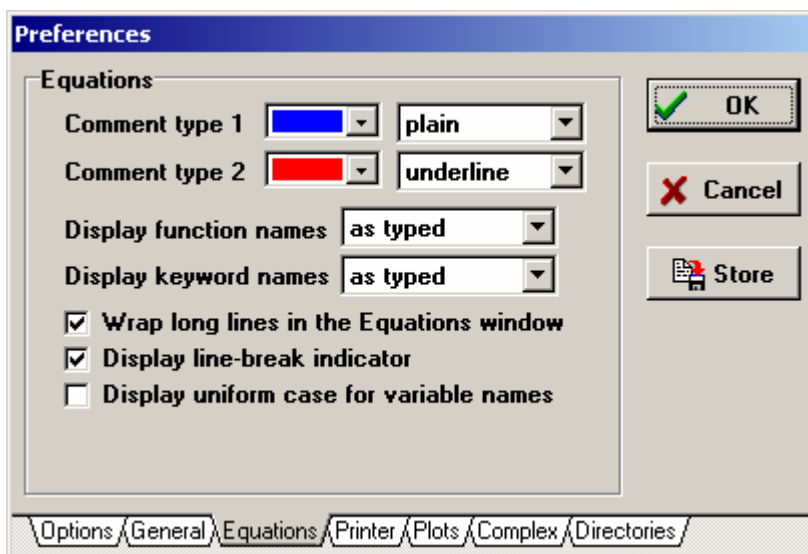 Preferences
Equations
Comment type 1 plain
Comment type 2 underline
Display function names as typed
Display keyword names as typed
Wrap long lines in the Equations window
Display line-break indicator
Display uniform case for variable names
OK
Cancel
Store
Options General Equations Printer Plots Complex Directories